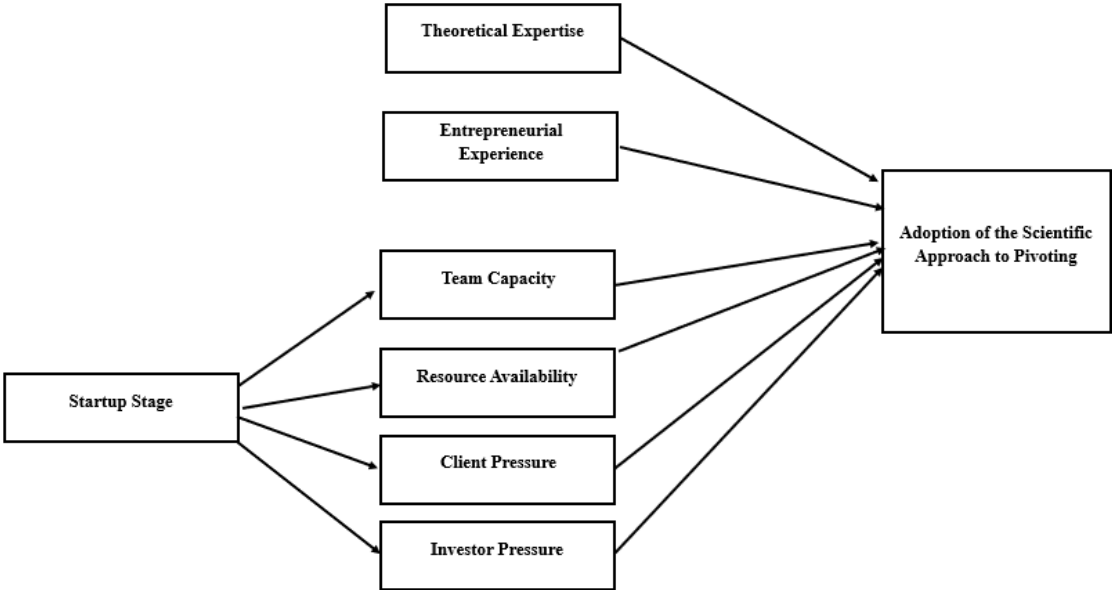 Theoretical Expertise
Entrepreneurial
Experience
Adoption of the Scientific
Approach to Pivoting
Team Capacity
Resource Availability
Startup Stage
Client Pressure
Investor Pressure